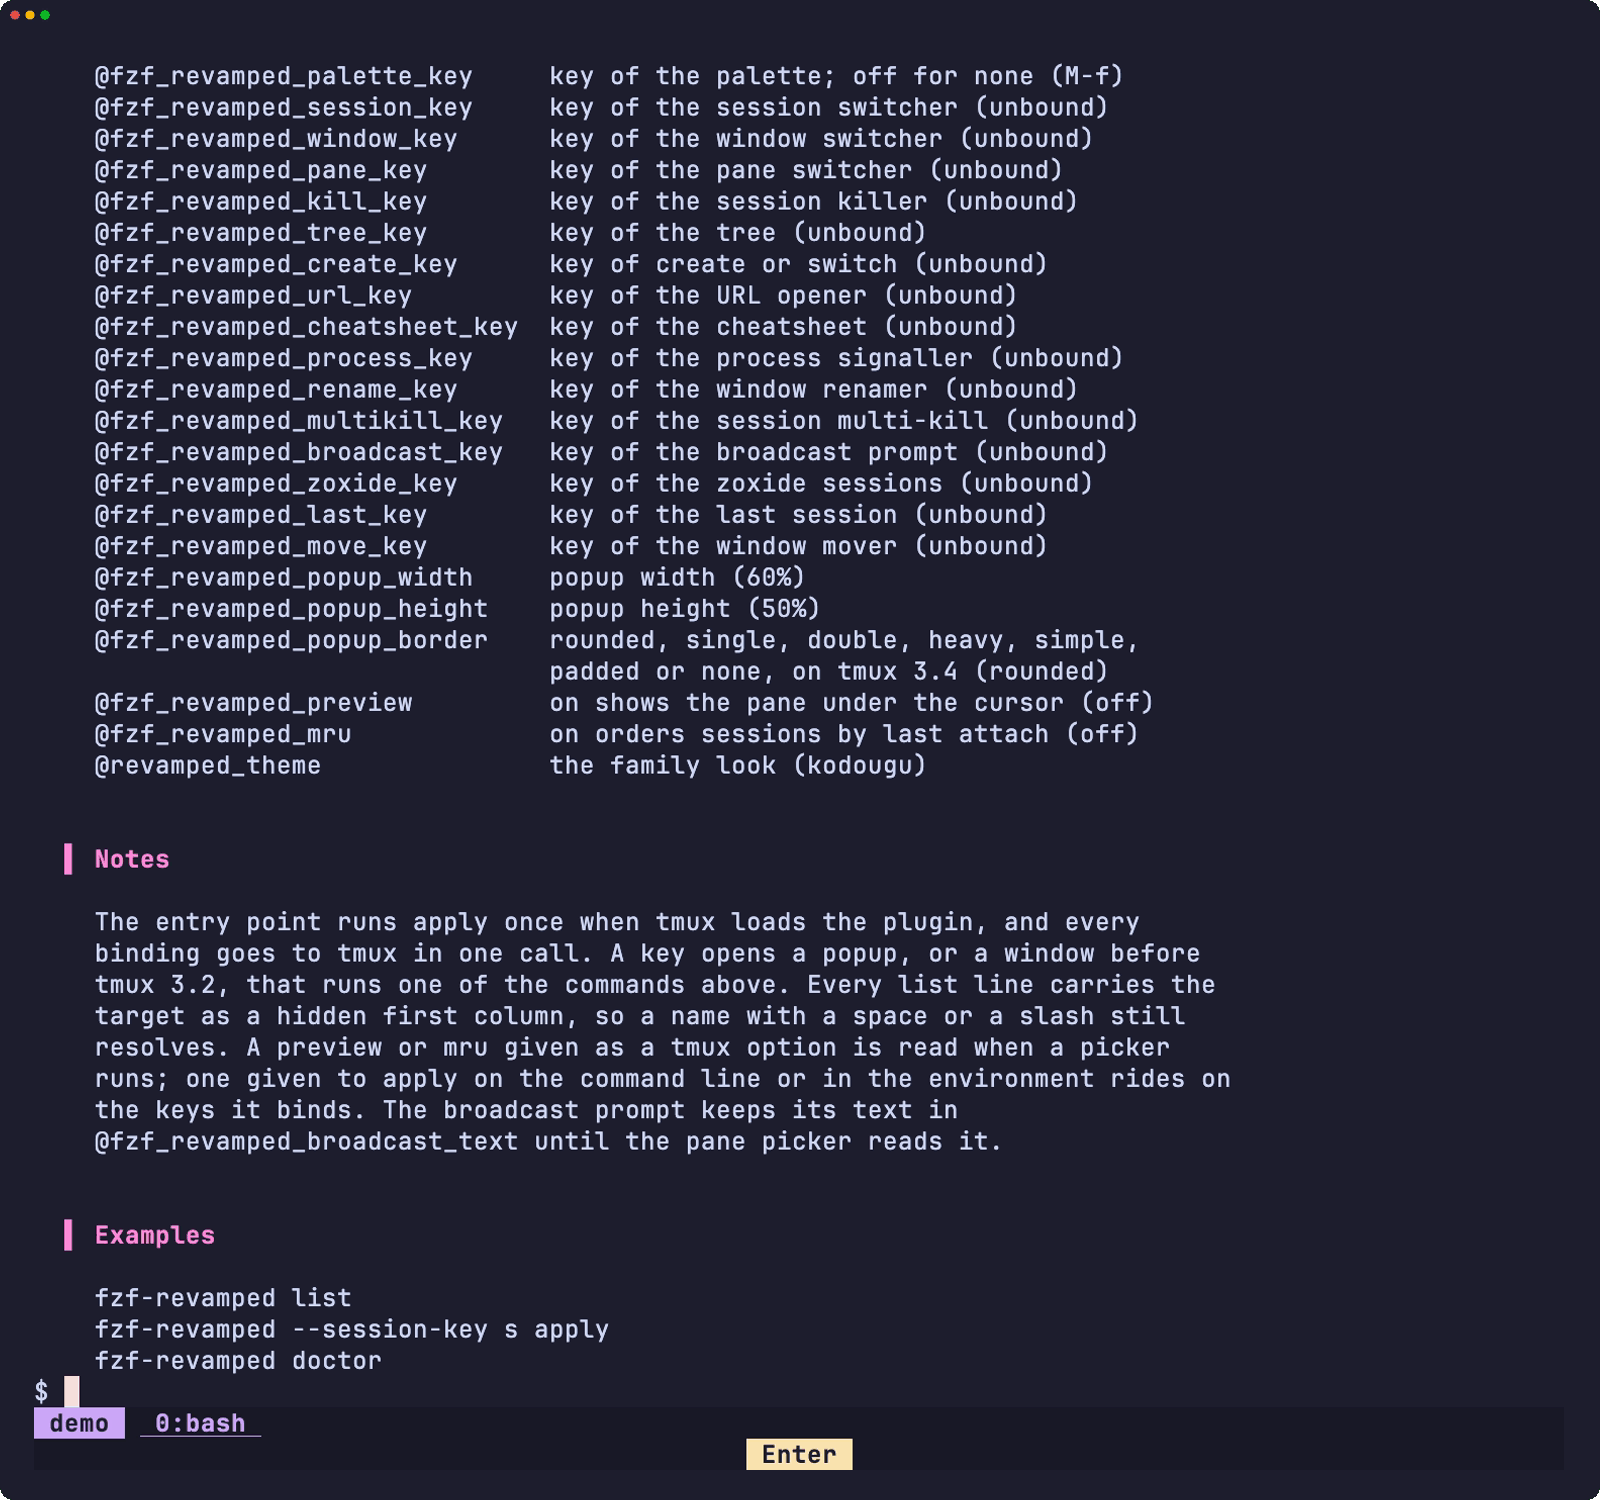 @fzf_revamped_palette_key     key of the palette; off for none (M-f)
@fzf_revamped_session_key     key of the session switcher (unbound)
@fzf_revamped_window_key      key of the window switcher (unbound)
@fzf_revamped_pane_key        key of the pane switcher (unbound)
@fzf_revamped_kill_key        key of the session killer (unbound)
@fzf_revamped_tree_key        key of the tree (unbound)
@fzf_revamped_create_key      key of create or switch (unbound)
@fzf_revamped_url_key         key of the URL opener (unbound)
@fzf_revamped_cheatsheet_key  key of the cheatsheet (unbound)
@fzf_revamped_process_key     key of the process signaller (unbound)
@fzf_revamped_rename_key      key of the window renamer (unbound)
@fzf_revamped_multikill_key   key of the session multi-kill (unbound)
@fzf_revamped_broadcast_key   key of the broadcast prompt (unbound)
@fzf_revamped_zoxide_key      key of the zoxide sessions (unbound)
@fzf_revamped_last_key        key of the last session (unbound)
@fzf_revamped_move_key        key of the window mover (unbound)
@fzf_revamped_popup_width     popup width (60%)
@fzf_revamped_popup_height    popup height (50%)
@fzf_revamped_popup_border    rounded, single, double, heavy, simple,
                              padded or none, on tmux 3.4 (rounded)
@fzf_revamped_preview         on shows the pane under the cursor (off)
@fzf_revamped_mru             on orders sessions by last attach (off)
@revamped_theme               the family look (kodougu)
Notes
The entry point runs apply once when tmux loads the plugin, and every
binding goes to tmux in one call. A key opens a popup, or a window before
tmux 3.2, that runs one of the commands above. Every list line carries the
target as a hidden first column, so a name with a space or a slash still
resolves. A preview or mru given as a tmux option is read when a picker
runs; one given to apply on the command line or in the environment rides on
the keys it binds. The broadcast prompt keeps its text in
@fzf_revamped_broadcast_text until the pane picker reads it.
Examples
fzf-revamped list
fzf-revamped --session-key s apply
fzf-revamped doctor
$
demo 0:bash
Enter